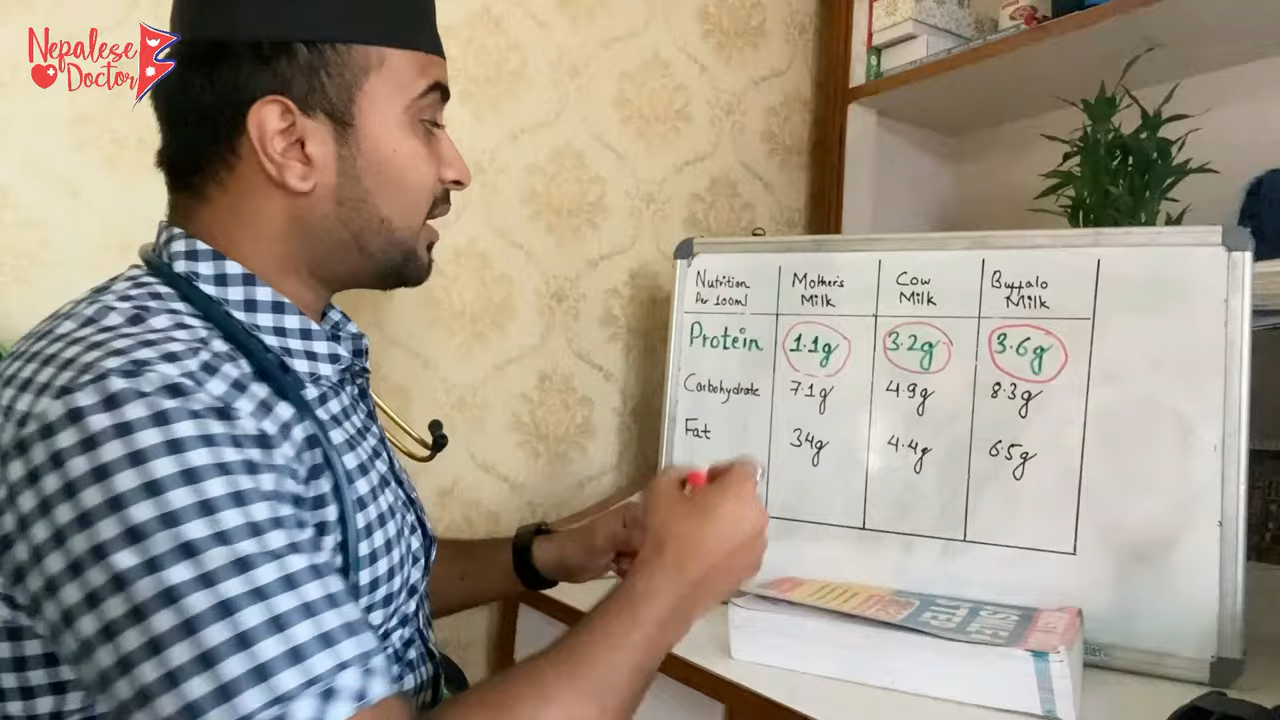 Nepalese
Doctor
Nutrition Per 100ml Mother's Milk Cow Milk Buffalo Milk
Protein 1.1g 3.2g 3.6g
Carbohydrate 7.1g 4.9g 8.3g
Fat 34g 4.4g 6.5g